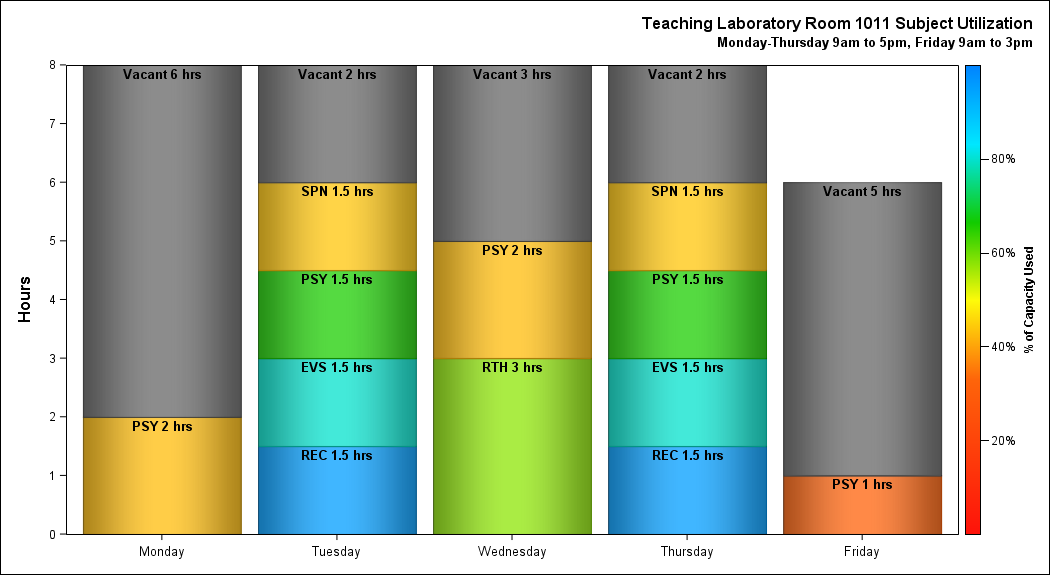 Teaching Laboratory Room 1011 Subject Utilization
Monday-Thursday 9am to 5pm, Friday 9am to 3pm
Hours
8
7
6
5
4
3
2
1
0
Vacant 6 hrs
PSY 2 hrs
Vacant 2 hrs
SPN 1.5 hrs
PSY 1.5 hrs
EVS 1.5 hrs
REC 1.5 hrs
Vacant 3 hrs
PSY 2 hrs
RTH 3 hrs
Vacant 2 hrs
SPN 1.5 hrs
PSY 1.5 hrs
EVS 1.5 hrs
REC 1.5 hrs
Vacant 5 hrs
PSY 1 hrs
Monday Tuesday Wednesday Thursday Friday
80%
60%
40%
20%
% of Capacity Used